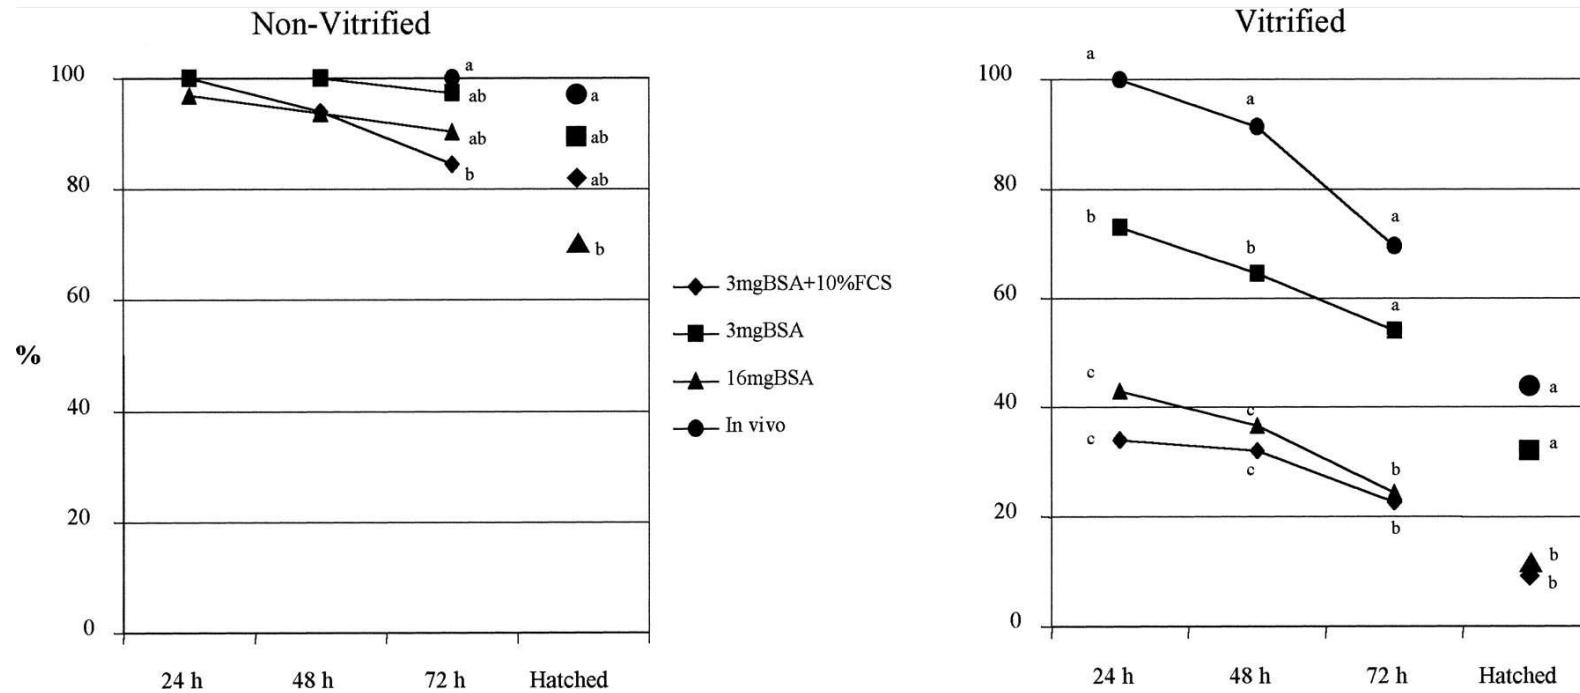 Non-Vitrified
100
80
60
40
20
0
%
a
ab
ab
b
a
ab
ab
b
24 h
48 h
72 h
Hatched
3mgBSA+10%FCS
3mgBSA
16mgBSA
In vivo
Vitrified
100
80
60
40
20
0
a
a
a
b
b
a
c
c
b
c
c
b
a
a
b
b
24 h
48 h
72 h
Hatched